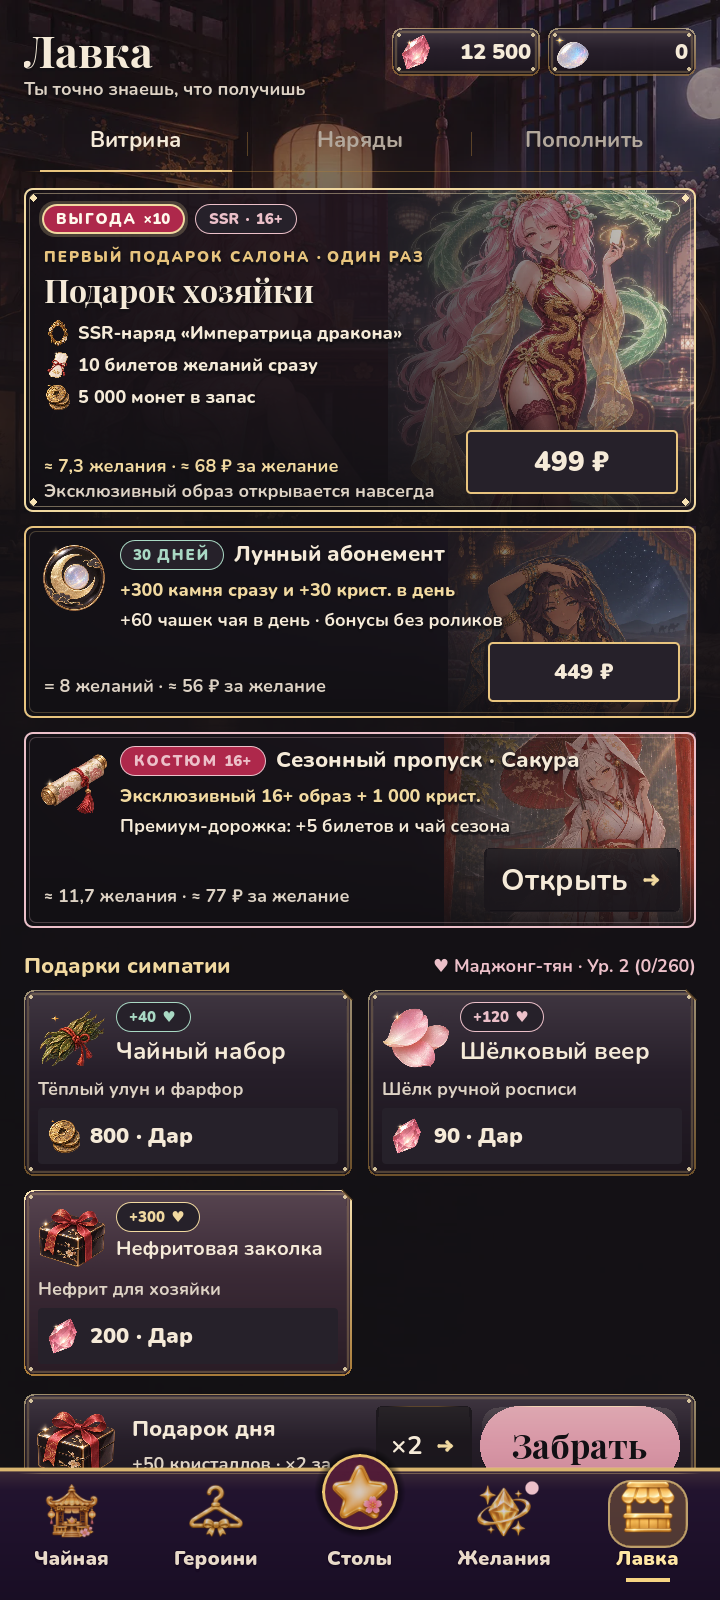 Лавка
12 500
0
Ты точно знаешь, что получишь
Витрина
Наряды
Пополнить
ВЫГОДА ×10
SSR · 16+
ПЕРВЫЙ ПОДАРОК САЛОНА · ОДИН РАЗ
Подарок хозяйки
SSR-наряд «Императрица дракона»
10 билетов желаний сразу
5 000 монет в запас
≈ 7,3 желания · ≈ 68 ₽ за желание
Эксклюзивный образ открывается навсегда
499 ₽
30 ДНЕЙ
Лунный абонемент
+300 камня сразу и +30 крист. в день
+60 чашек чая в день · бонусы без роликов
= 8 желаний · ≈ 56 ₽ за желание
449 ₽
КОСТЮМ 16+
Сезонный пропуск · Сакура
Эксклюзивный 16+ образ + 1 000 крист.
Премиум-дорожка: +5 билетов и чай сезона
≈ 11,7 желания · ≈ 77 ₽ за желание
Открыть ➜
Подарки симпатии
♥ Маджонг-тян · Ур. 2 (0/260)
+40 ♥
Чайный набор
Тёплый улун и фарфор
800 · Дар
+120 ♥
Шёлковый веер
Шёлк ручной росписи
90 · Дар
+300 ♥
Нефритовая заколка
Нефрит для хозяйки
200 · Дар
Подарок дня
+50 кристаллов · ×2 за
×2 ➜
Забрать
Чайная
Героини
Столы
Желания
Лавка